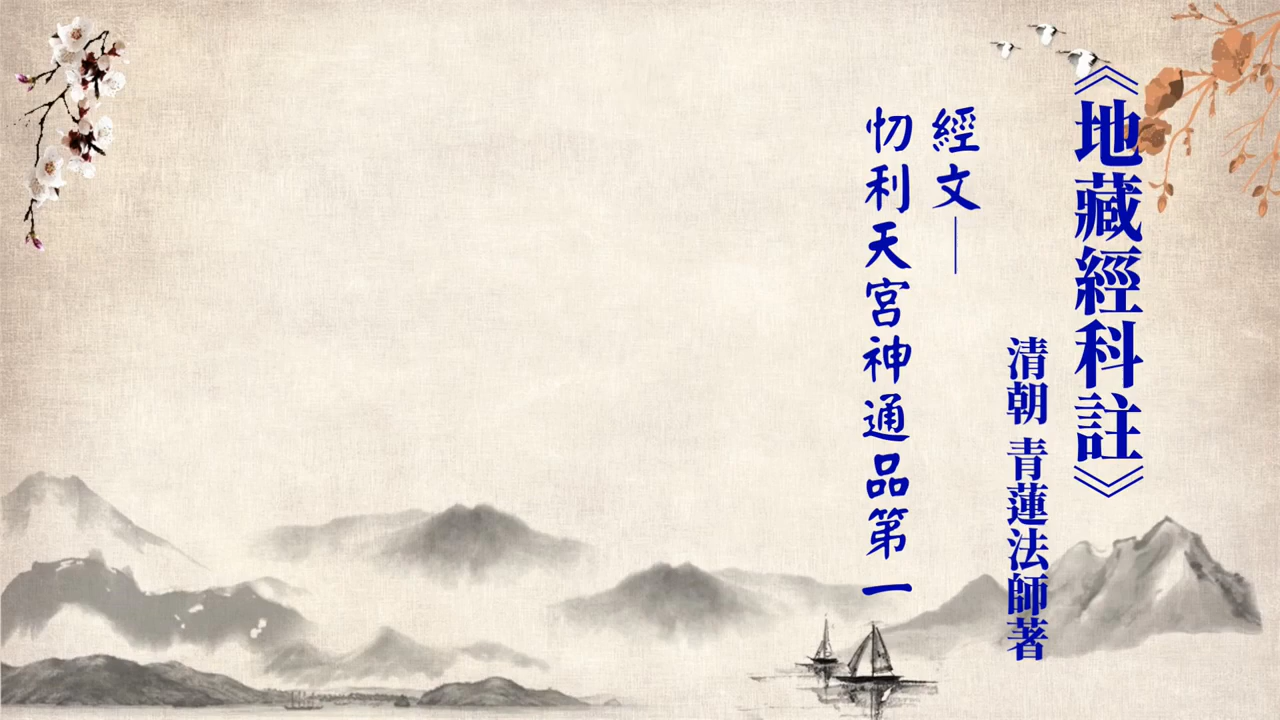 《地藏經科註》
清朝 青蓮法師著
經文—
忉利天宮神通品第一